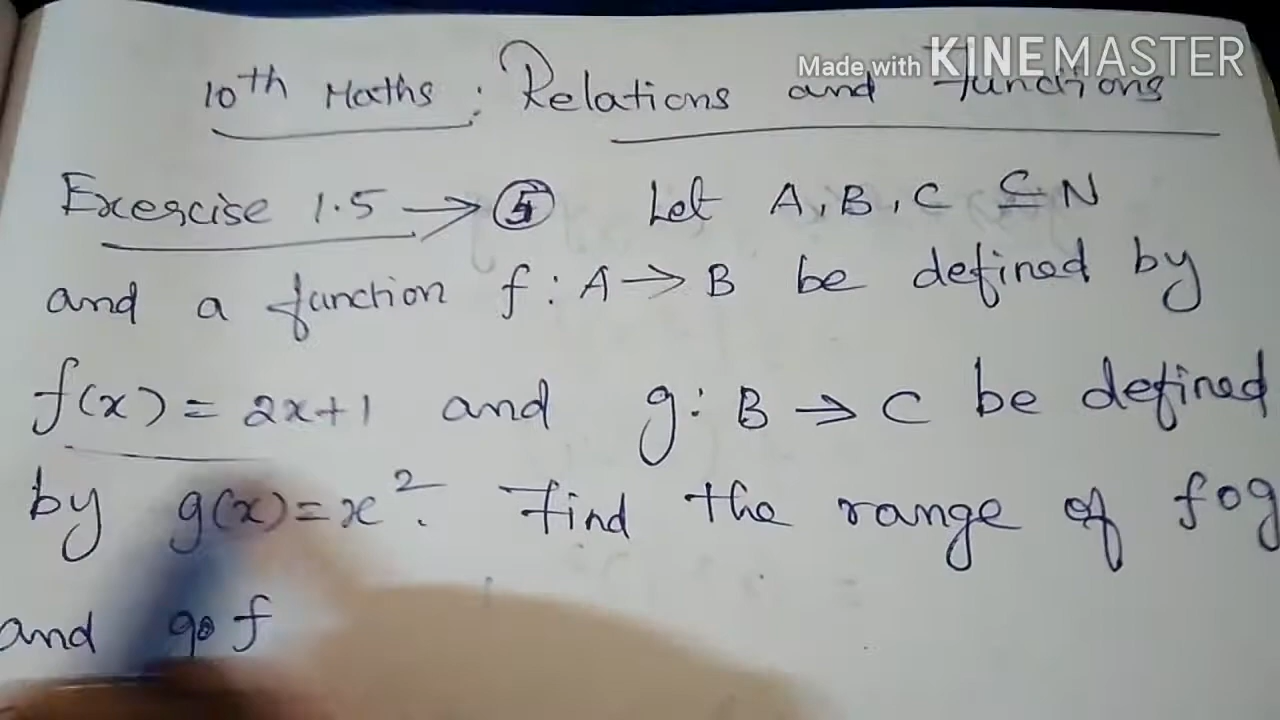 Made with KINEMASTER
10th Maths : Relations and Functions
Exercise 1.5 → ⑤ Let A, B, C ⊆ N
and a function f : A → B be defined by
f(x) = 2x+1 and g : B → C be defined
by g(x) = x². Find the range of fog
and gof